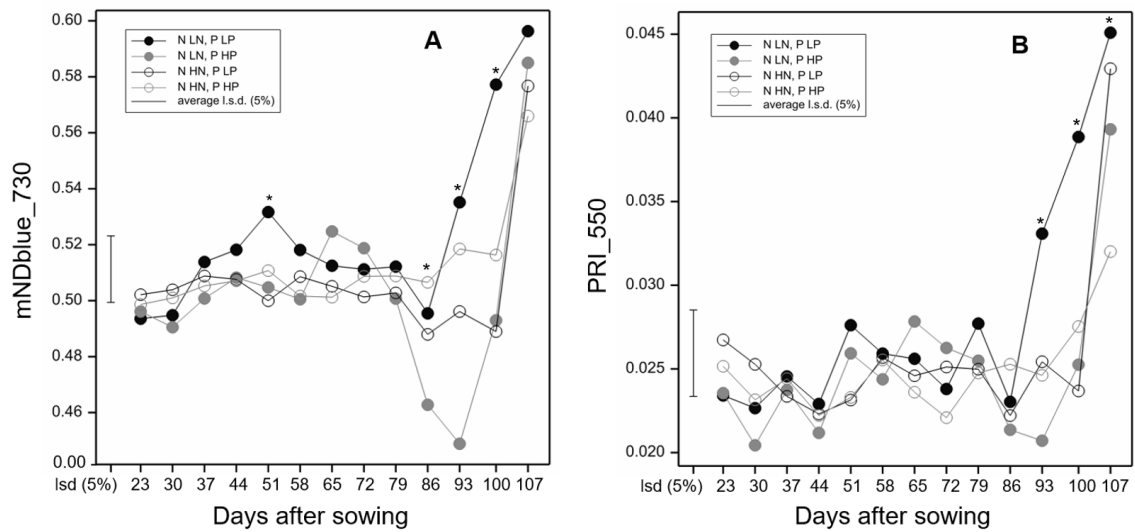 A
N LN, P LP
N LN, P HP
N HN, P LP
N HN, P HP
average l.s.d. (5%)
mNDblue_730
0.60
0.58
0.56
0.54
0.52
0.50
0.48
0.46
0.00
* * * * *
lsd (5%) 23 30 37 44 51 58 65 72 79 86 93 100 107
Days after sowing
B
N LN, P LP
N LN, P HP
N HN, P LP
N HN, P HP
average l.s.d. (5%)
PRI_550
0.045
0.040
0.035
0.030
0.025
0.020
* * *
lsd (5%) 23 30 37 44 51 58 65 72 79 86 93 100 107
Days after sowing